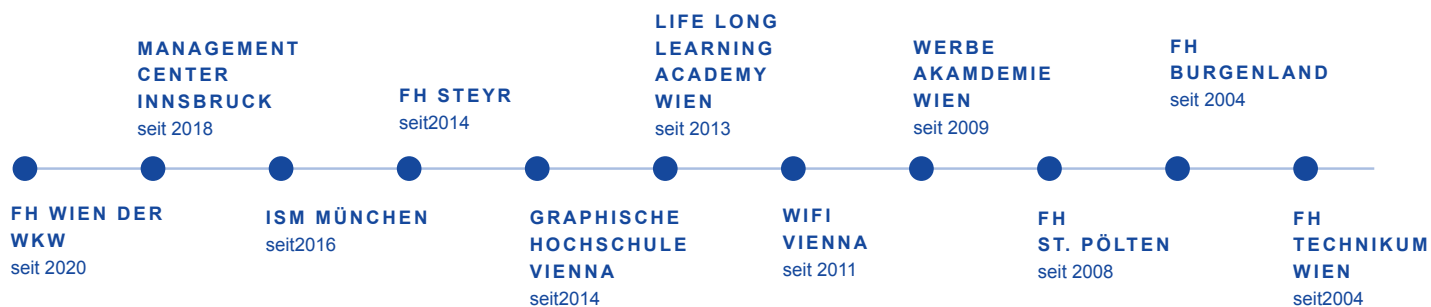 FH WIEN DER
WKW
seit 2020
MANAGEMENT
CENTER
INNSBRUCK
seit 2018
ISM MÜNCHEN
seit2016
FH STEYR
seit2014
GRAPHISCHE
HOCHSCHULE
VIENNA
seit2014
LIFE LONG
LEARNING
ACADEMY
WIEN
seit 2013
WIFI
VIENNA
seit 2011
WERBE
AKAMDEMIE
WIEN
seit 2009
FH
ST. PÖLTEN
seit 2008
FH
BURGENLAND
seit 2004
FH
TECHNIKUM
WIEN
seit2004